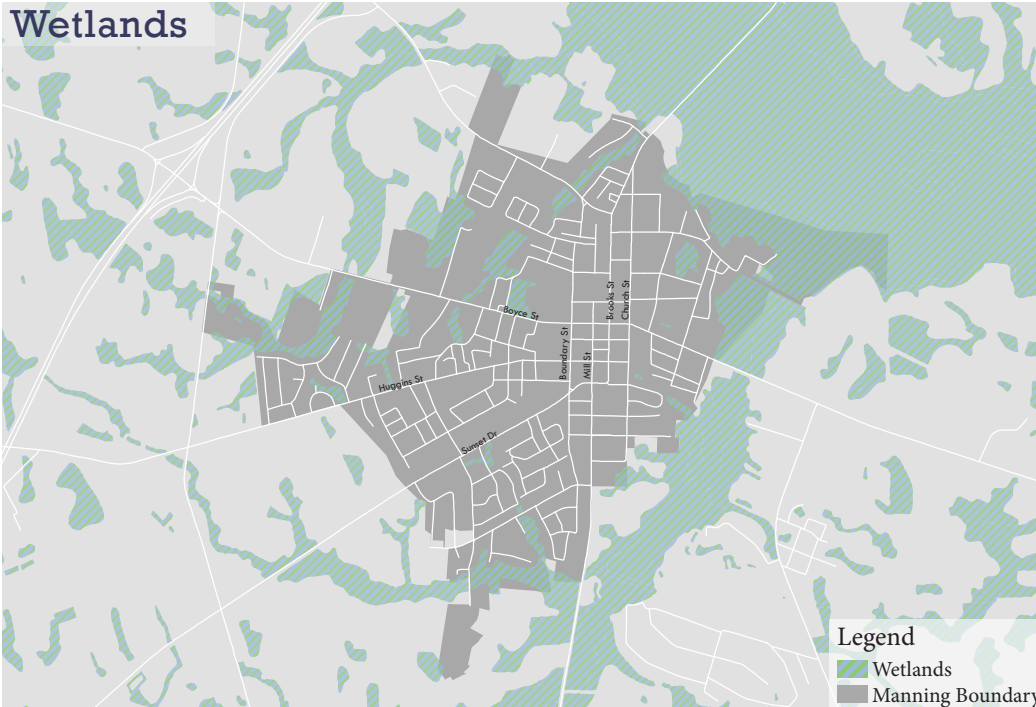 Wetlands
Brooks St
Church St
Boyce St
Boundary St
Mill St
Huggins St
Sunset Dr
Legend
Wetlands
Manning Boundary